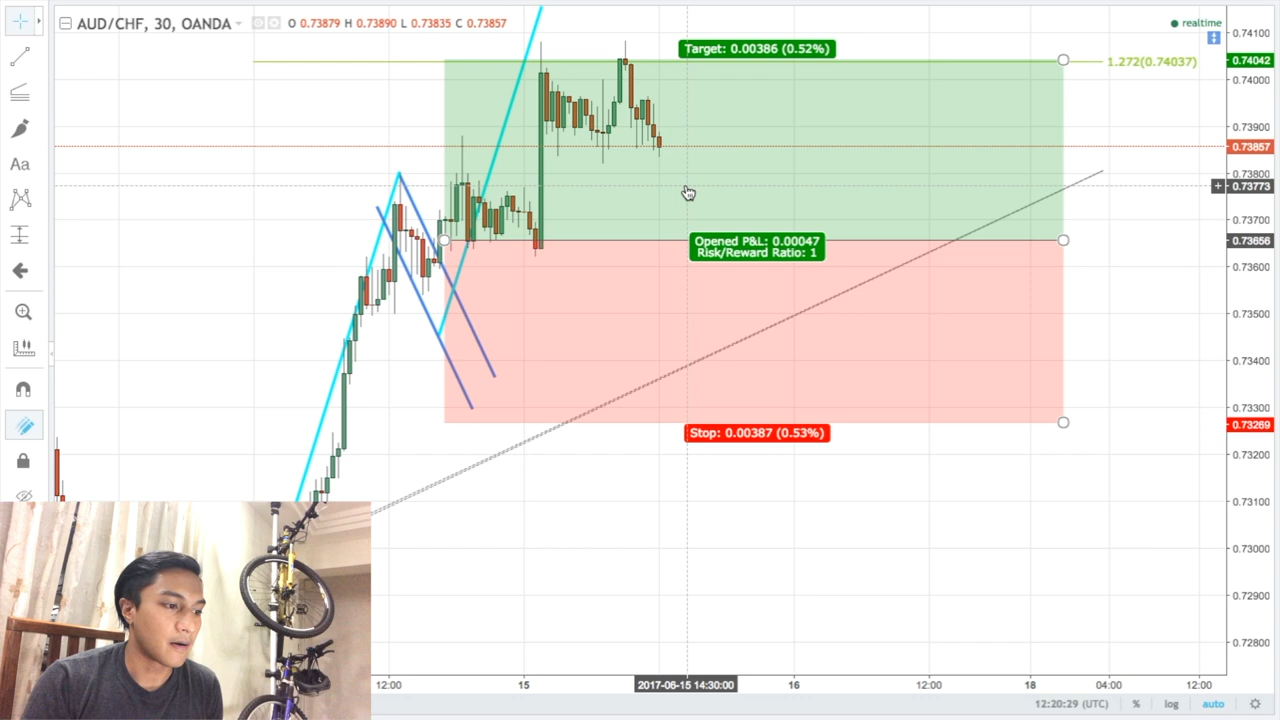 AUD/CHF, 30, OANDA
O 0.73879 H 0.73890 L 0.73835 C 0.73857
realtime
Target: 0.00386 (0.52%)
1.272(0.74037)
Opened P&L: 0.00047
Risk/Reward Ratio: 1
Stop: 0.00387 (0.53%)
Aa
0.74100
0.74042
0.74000
0.73900
0.73857
0.73800
+ 0.73773
0.73700
0.73656
0.73600
0.73500
0.73400
0.73300
0.73269
0.73200
0.73100
0.73000
0.72900
0.72800
12:00
15
2017-06-15 14:30:00
16
12:00
18
04:00
12:00
12:20:29 (UTC)
%
log
auto